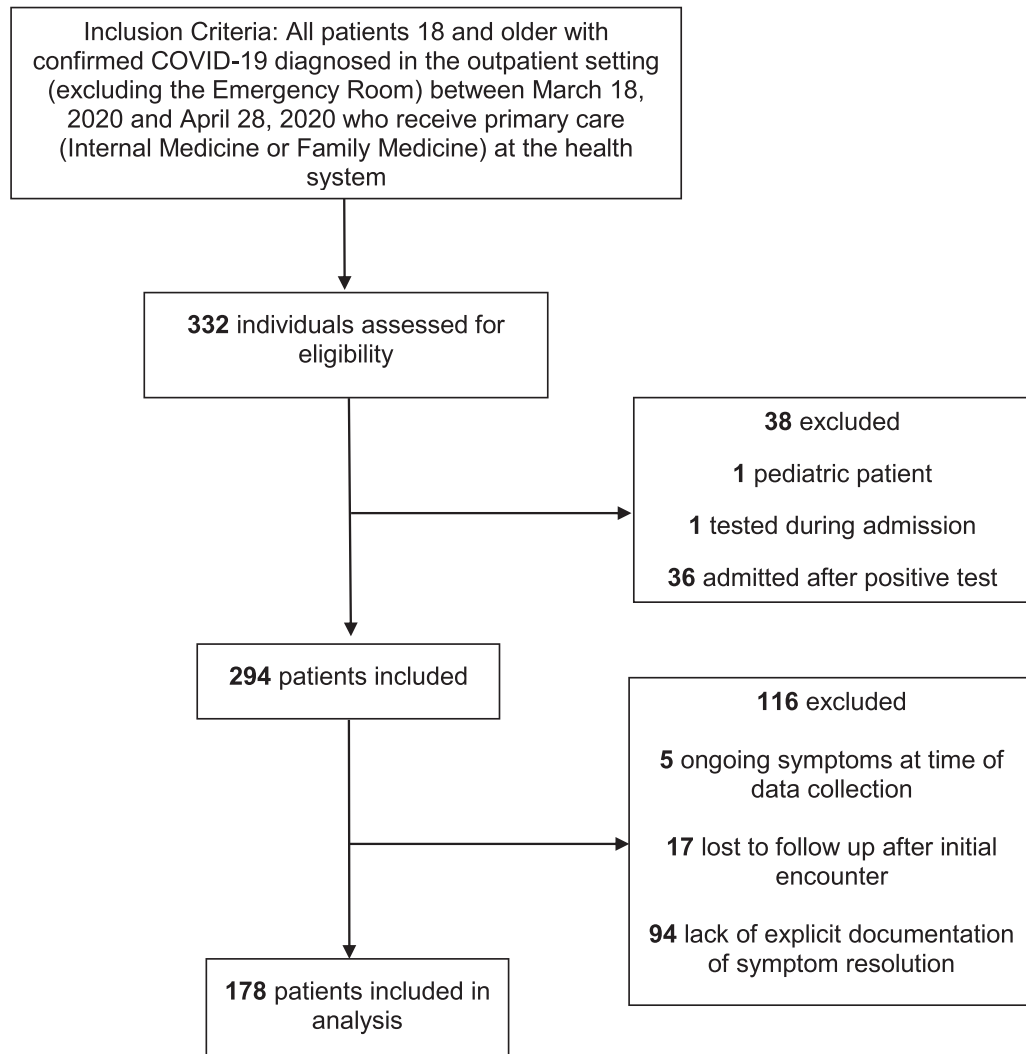 Inclusion Criteria: All patients 18 and older with
confirmed COVID-19 diagnosed in the outpatient setting
(excluding the Emergency Room) between March 18,
2020 and April 28, 2020 who receive primary care
(Internal Medicine or Family Medicine) at the health
system
332 individuals assessed for
eligibility
38 excluded
1 pediatric patient
1 tested during admission
36 admitted after positive test
294 patients included
116 excluded
5 ongoing symptoms at time of
data collection
17 lost to follow up after initial
encounter
94 lack of explicit documentation
of symptom resolution
178 patients included in
analysis